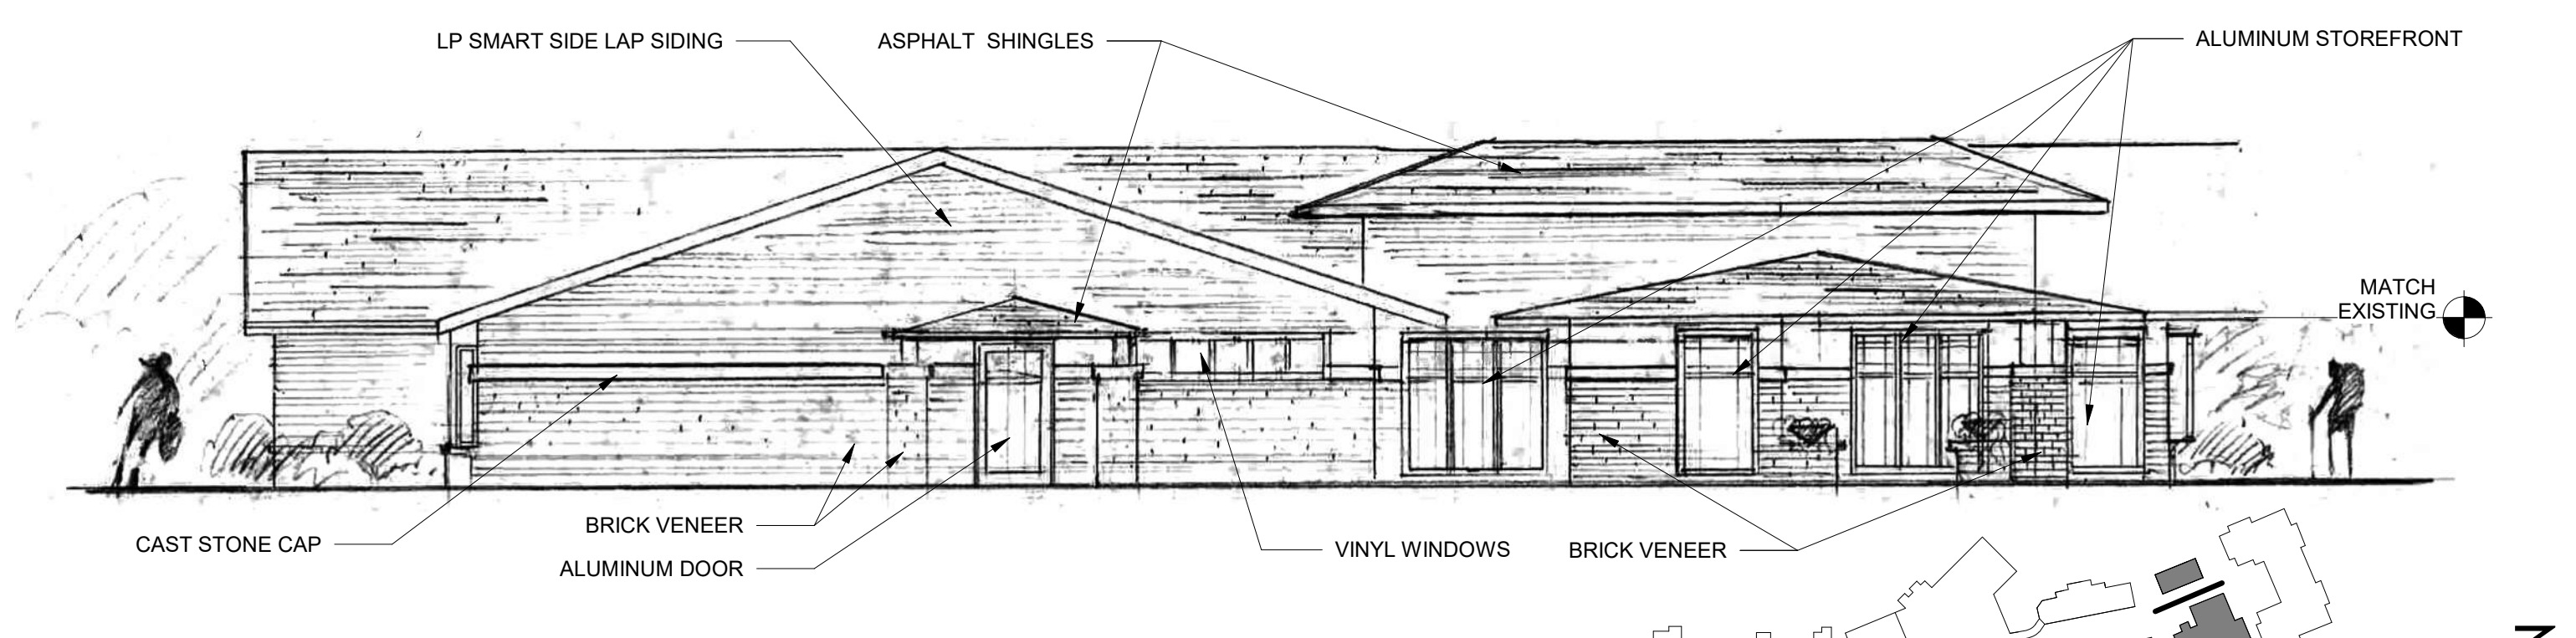 LP SMART SIDE LAP SIDING
ASPHALT SHINGLES
ALUMINUM STOREFRONT
MATCH
EXISTING
CAST STONE CAP
BRICK VENEER
ALUMINUM DOOR
VINYL WINDOWS
BRICK VENEER